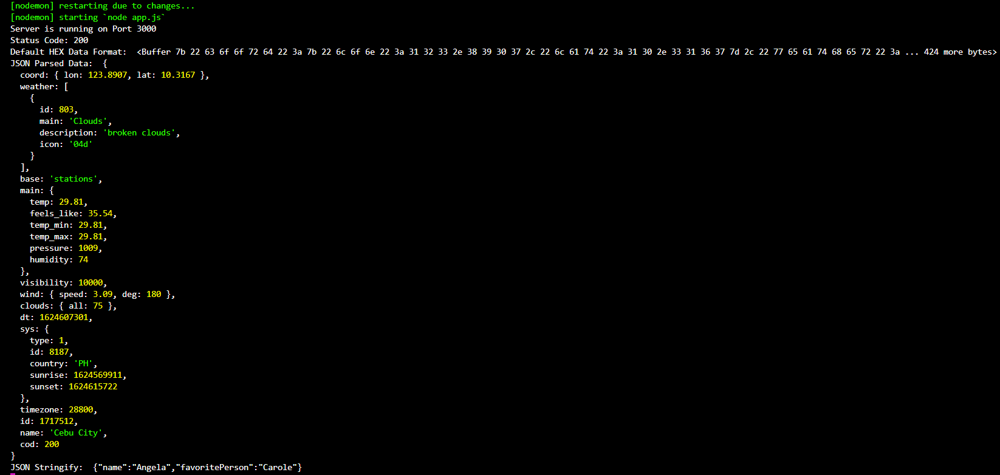 [nodemon] restarting due to changes...
[nodemon] starting `node app.js`
Server is running on Port 3000
Status Code: 200
Default HEX Data Format:  <Buffer 7b 22 63 6f 6f 72 64 22 3a 7b 22 6c 6f 6e 22 3a 31 32 33 2e 38 39 30 37 2c 22 6c 61 74 22 3a 31 30 2e 33 31 36 37 7d 2c 22 77 65 61 74 68 65 72 22 3a ... 424 more bytes>
JSON Parsed Data:  {
  coord: { lon: 123.8907, lat: 10.3167 },
  weather: [
    {
      id: 803,
      main: 'Clouds',
      description: 'broken clouds',
      icon: '04d'
    }
  ],
  base: 'stations',
  main: {
    temp: 29.81,
    feels_like: 35.54,
    temp_min: 29.81,
    temp_max: 29.81,
    pressure: 1009,
    humidity: 74
  },
  visibility: 10000,
  wind: { speed: 3.09, deg: 180 },
  clouds: { all: 75 },
  dt: 1624607301,
  sys: {
    type: 1,
    id: 8187,
    country: 'PH',
    sunrise: 1624569911,
    sunset: 1624615722
  },
  timezone: 28800,
  id: 1717512,
  name: 'Cebu City',
  cod: 200
}
JSON Stringify:  {"name":"Angela","favoritePerson":"Carole"}